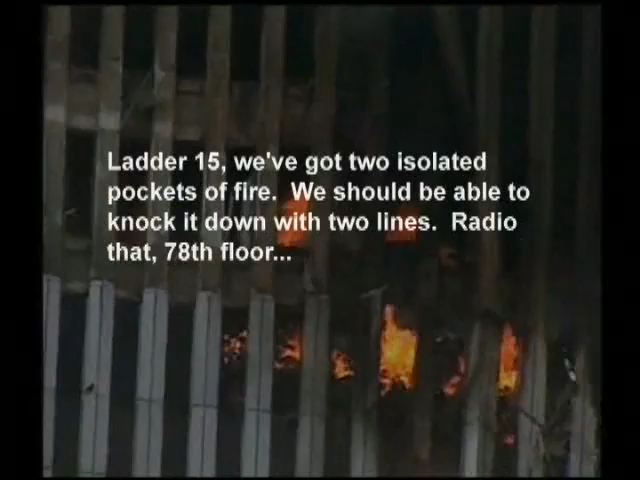 Ladder 15, we've got two isolated
pockets of fire.  We should be able to
knock it down with two lines.  Radio
that, 78th floor...